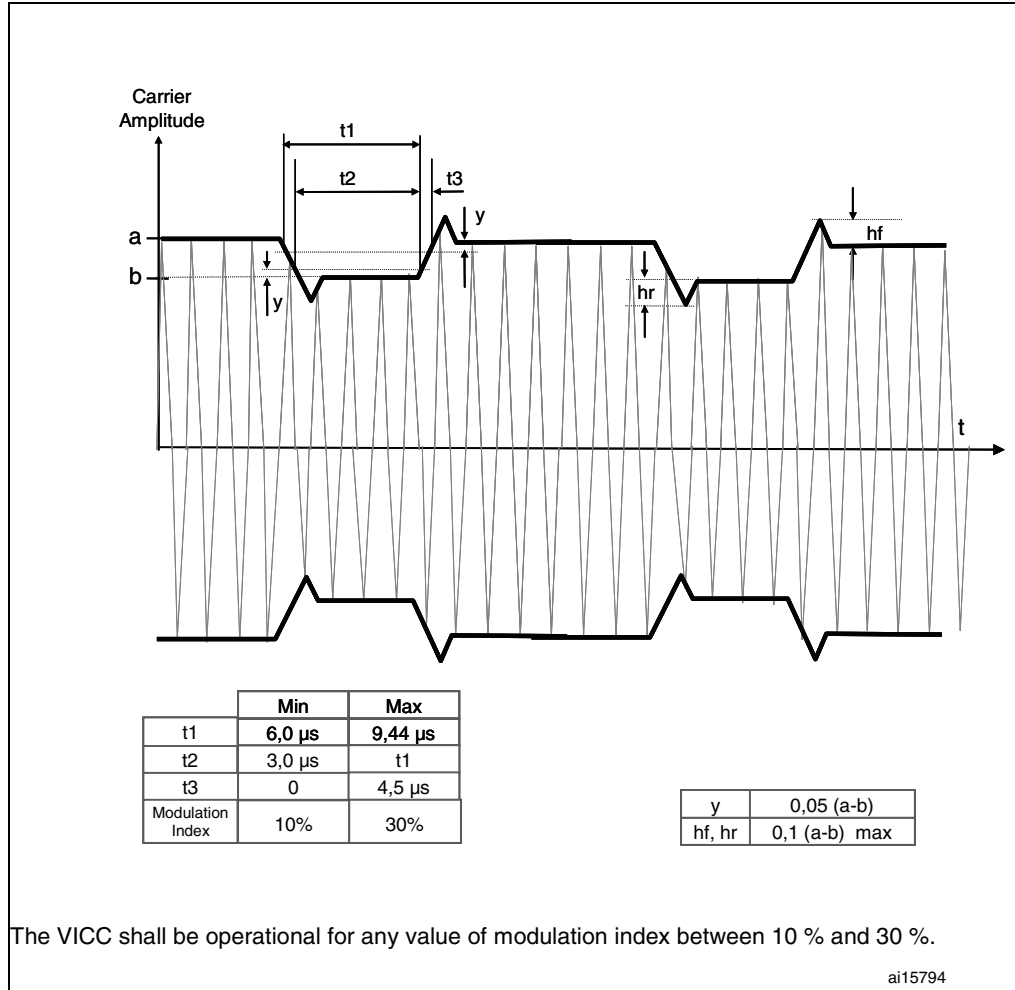 Carrier
Amplitude
t1
t2
t3
y
a
b
y
hr
hf
t
Min Max
t1 6,0 µs 9,44 µs
t2 3,0 µs t1
t3 0 4,5 µs
Modulation
Index 10% 30%
y 0,05 (a-b)
hf, hr 0,1 (a-b) max
The VICC shall be operational for any value of modulation index between 10 % and 30 %.
ai15794